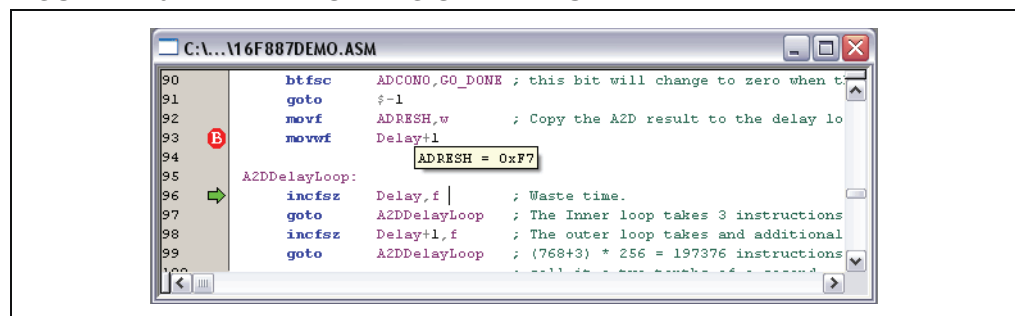 C:\...\16F887DEMO.ASM
90 btfsc ADCON0,GO_DONE ; this bit will change to zero when t
91 goto $-1
92 movf ADRESH,w ; Copy the A2D result to the delay lo
93 B movwf Delay+1
94
ADRESH = 0xF7
95 A2DDelayLoop:
96 incfsz Delay,f ; Waste time.
97 goto A2DDelayLoop ; The Inner loop takes 3 instructions
98 incfsz Delay+1,f ; The outer loop takes and additional
99 goto A2DDelayLoop ; (768+3) * 256 = 197376 instructions